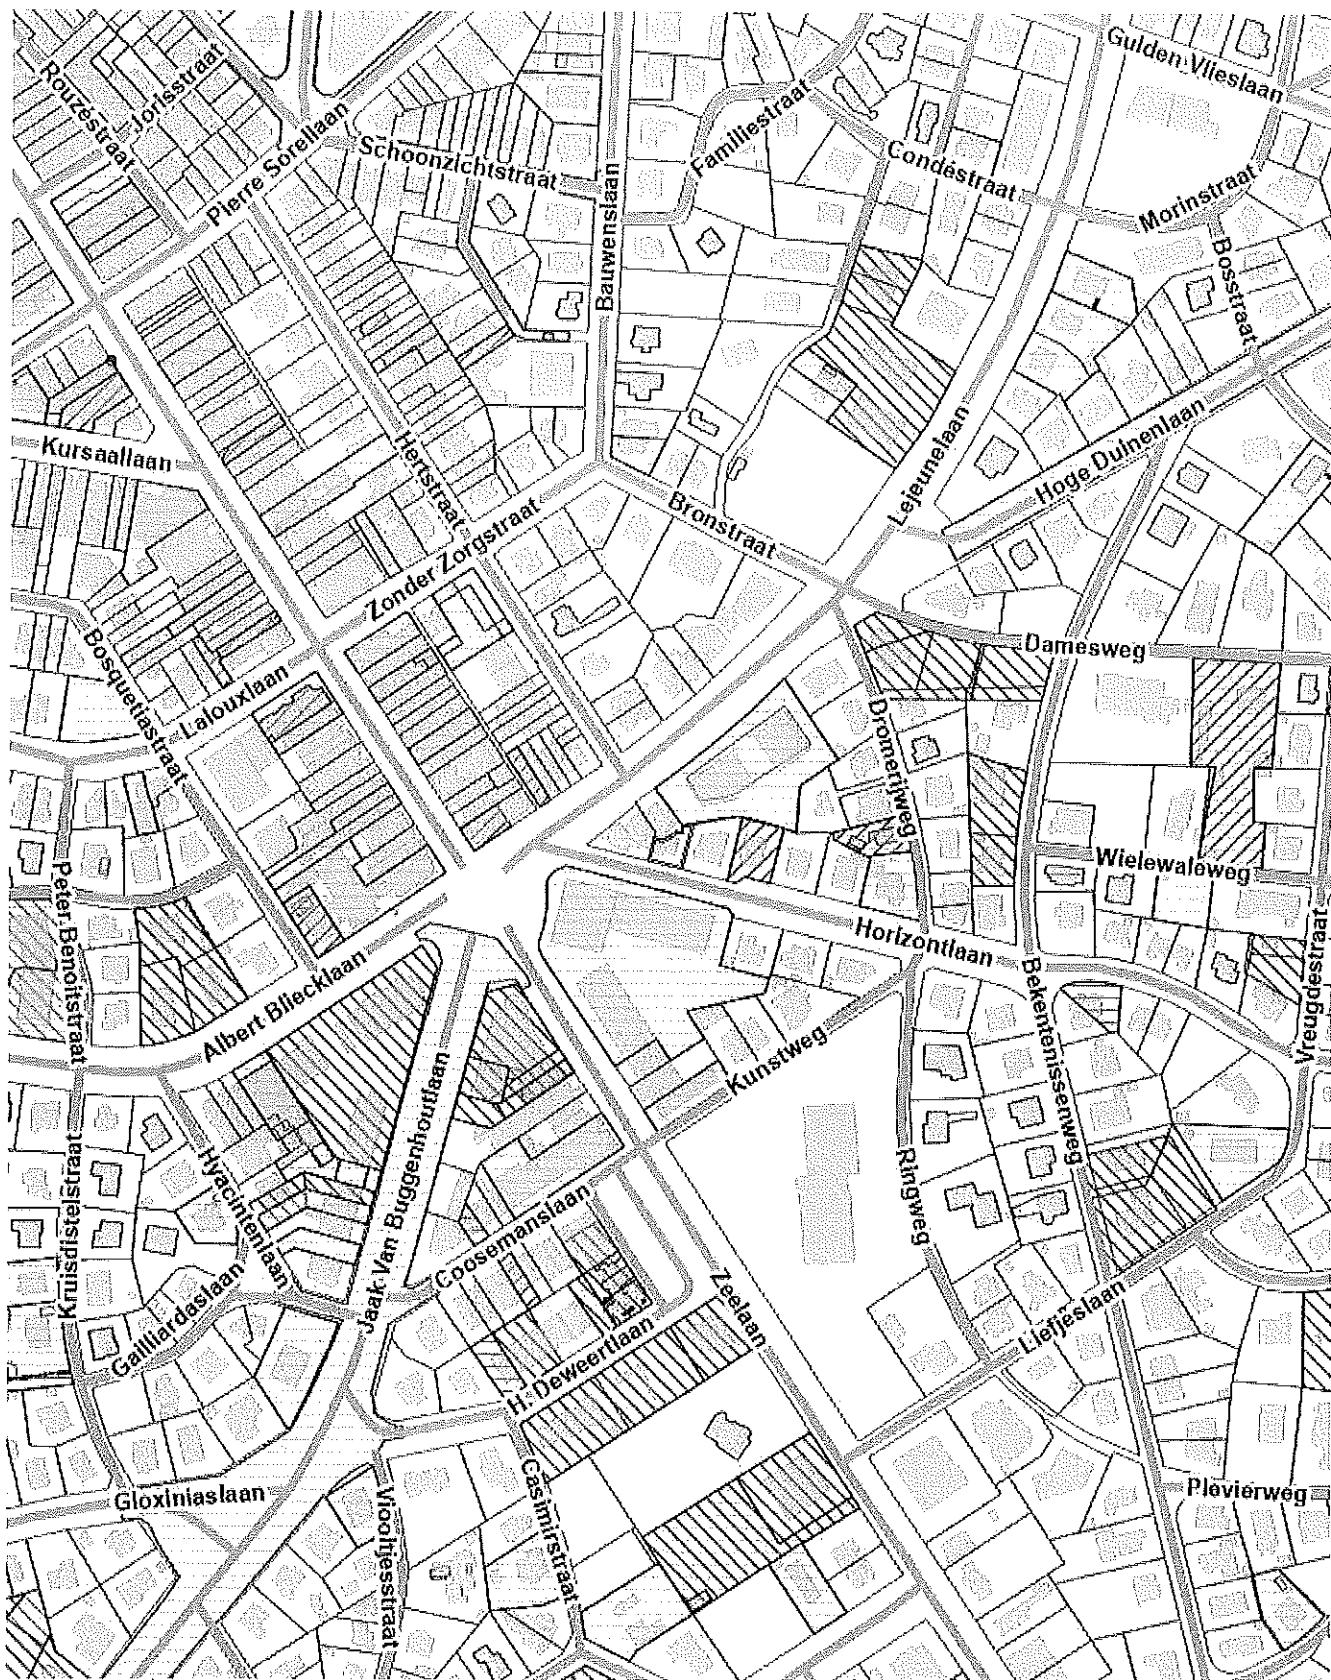 Gulden Vlieslaan
Rouzéstraat
Jorisstraat
Pierre Sorellaan
Schoonzichtstraat
Familiestraat
Condéstraat
Morinstraat
Bauwenslaan
Bosstraat
Kursaallaan
Hertstraat
Hoge Duinenlaan
Lejeunelaan
Bronstraat
Zonder Zorgstraat
Bosquetiastraat
Lalouxlaan
Damesweg
Dromerijweg
Wielewaleweg
Peter Benoitstraat
Horizontlaan
Albert Bliecklaan
Bekentenissenweg
Vreugdestraat
Kunstweg
Jaak Van Buggenhoutlaan
Kruisdistelstraat
Hyacintenlaan
Ringweg
Coosemanslaan
Zeelaan
Gailliardaslaan
Liefjeslaan
H. Deweertlaan
Gloxiniaslaan
Viooltjesstraat
Casimirstraat
Plevierweg